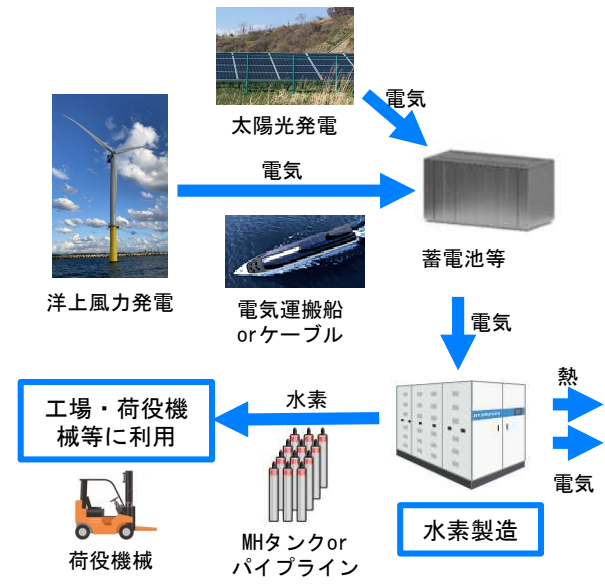 電気
太陽光発電
電気
洋上風力発電
電気運搬船
orケーブル
蓄電池等
電気
工場・荷役機
械等に利用
水素
熱
電気
荷役機械
MHタンクor
パイプライン
水素製造